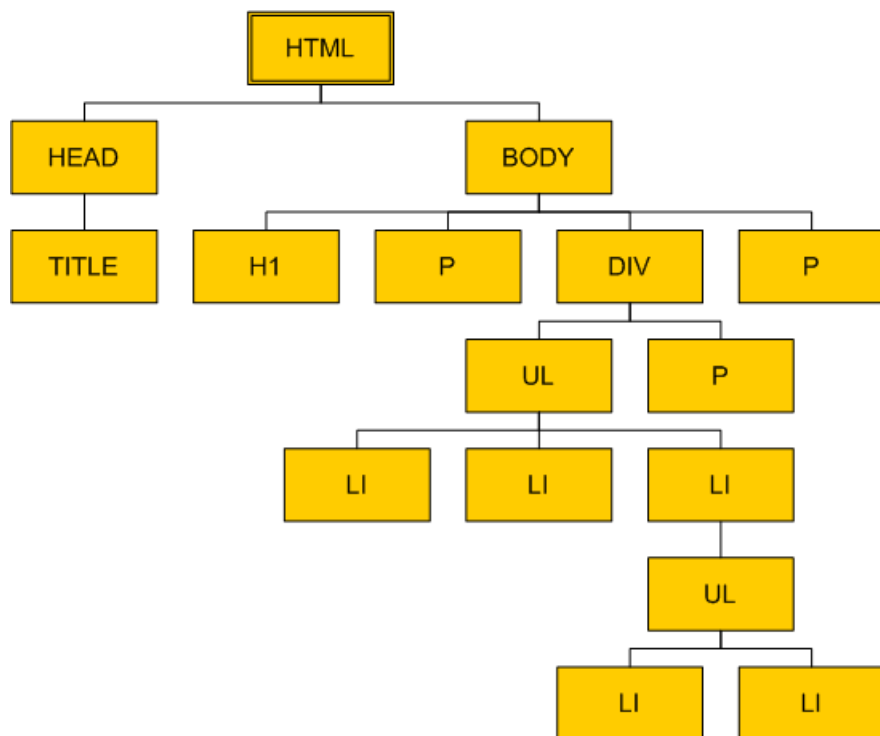 HTML
HEAD BODY
TITLE H1 P DIV P
UL P
LI LI LI
UL
LI LI